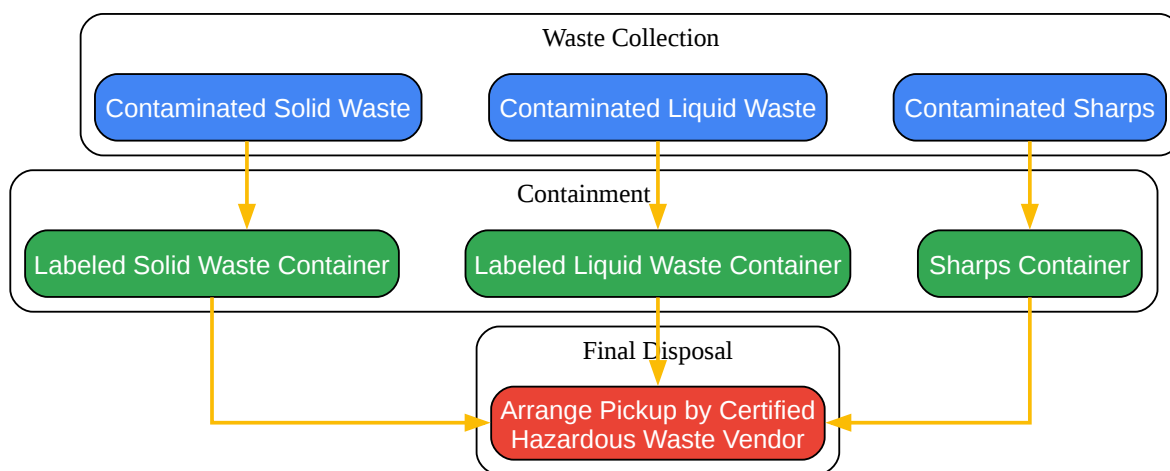 Waste Collection
Contaminated Solid Waste
Contaminated Liquid Waste
Contaminated Sharps
Containment
Labeled Solid Waste Container
Labeled Liquid Waste Container
Sharps Container
Final Disposal
Arrange Pickup by Certified
Hazardous Waste Vendor